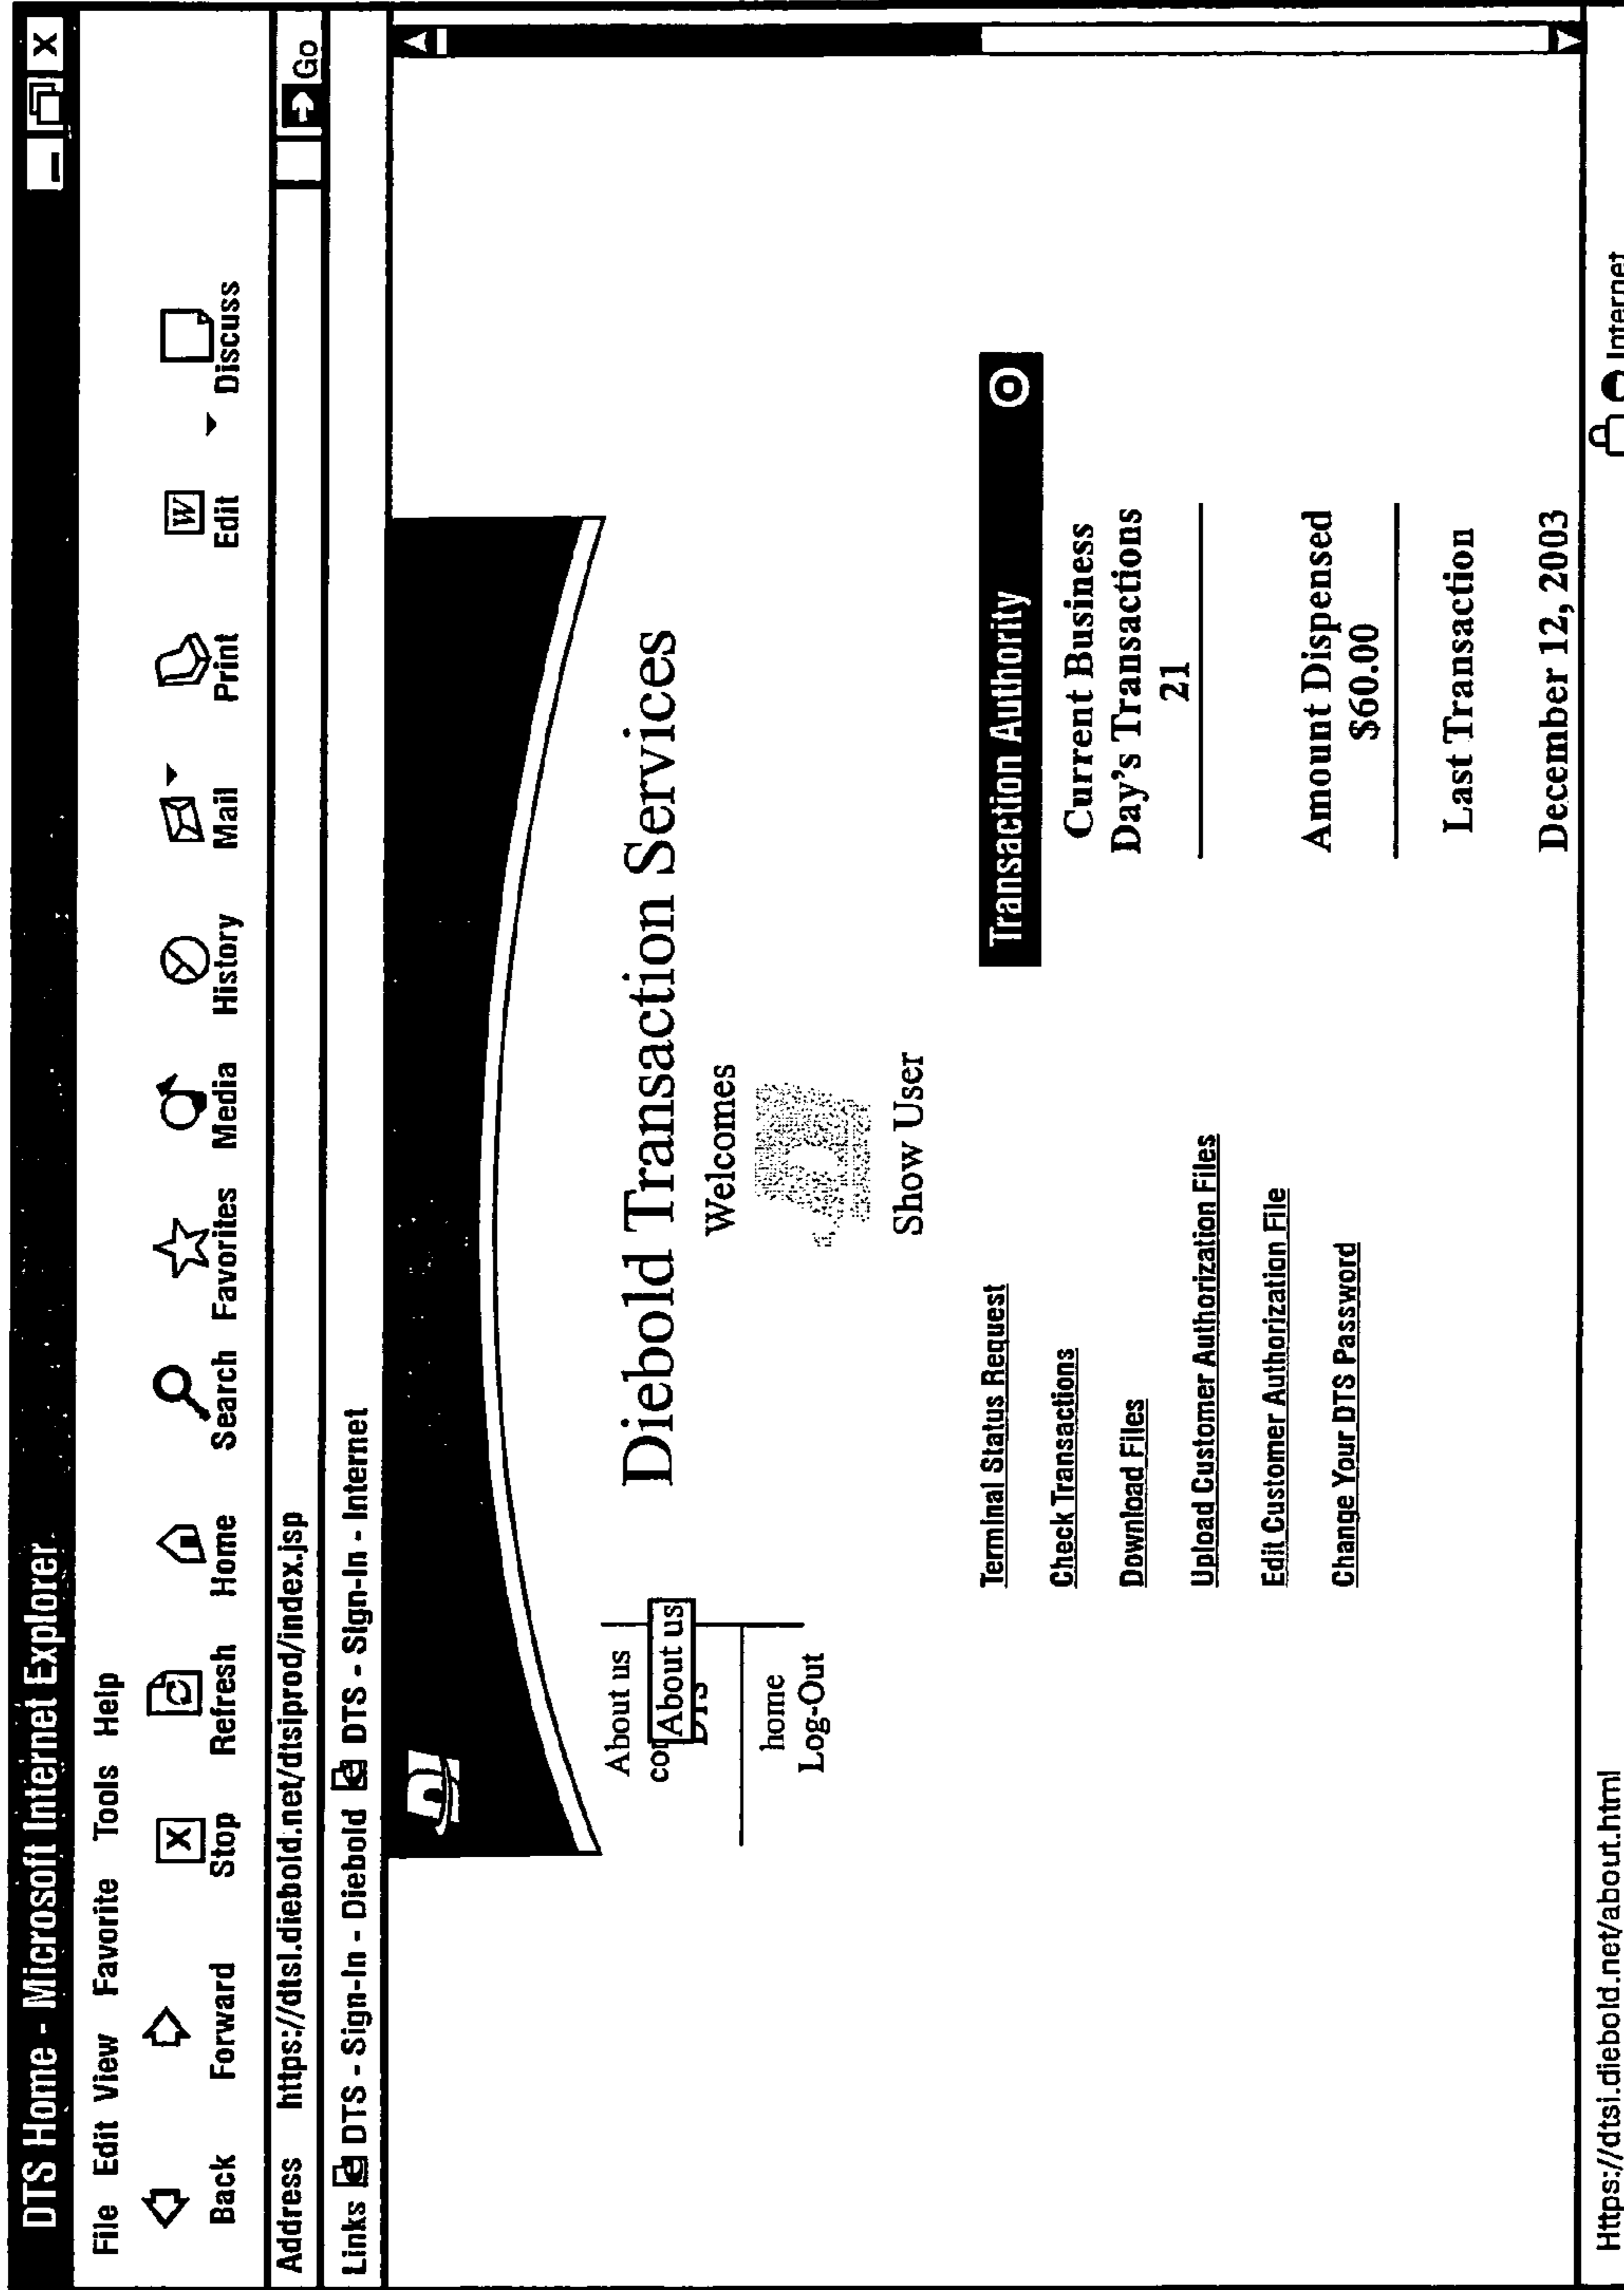 DTS Home - Microsoft Internet Explorer
File Edit View Favorite Tools Help
Back Forward Stop Refresh Home Search Favorites Media History Mail Print Edit Discuss
Address https://dtsl.diebold.net/dtsiprod/index.jsp Go
Links DTS - Sign-In - Diebold DTS - Sign-In - Internet
Diebold Transaction Services
Welcomes
Show User
About us
About us
DTS
home
Log-Out
Terminal Status Request
Check Transactions
Download Files
Upload Customer Authorization Files
Edit Customer Authorization File
Change Your DTS Password
Transaction Authority
Current Business
Day's Transactions
21
Amount Dispensed
$60.00
Last Transaction
December 12, 2003
Https://dtsi.diebold.net/about.html Internet